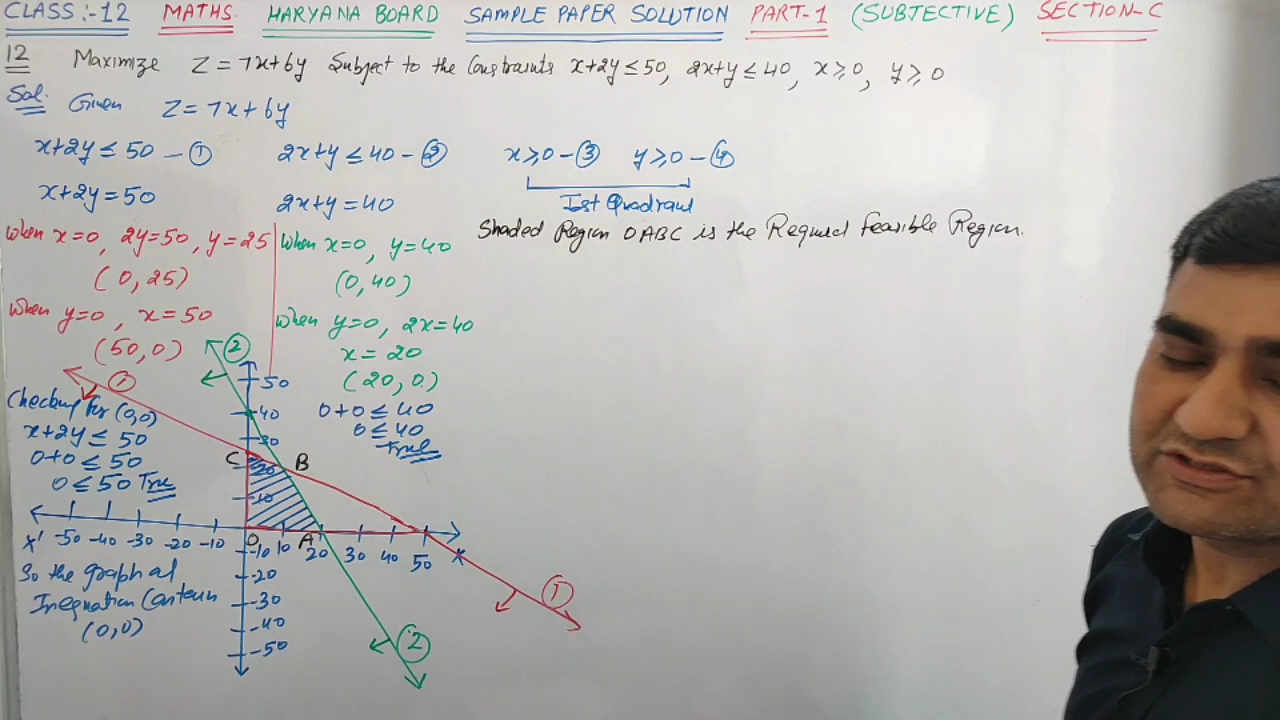 CLASS:-12 MATHS. HARYANA BOARD SAMPLE PAPER SOLUTION PART-1 (SUBJECTIVE) SECTION-C
12 Maximize Z=7x+6y Subject to the Constraints x+2y≤50, 2x+y≤40, x≥0, y≥0
Sol. Given Z=7x+6y
x+2y≤50 - ①
x+2y=50
when x=0, 2y=50, y=25
(0,25)
when y=0, x=50
(50,0)
2x+y≤40 - ②
2x+y=40
when x=0, y=40
(0,40)
when y=0, 2x=40
x=20
(20,0)
0+0≤40
0≤40
True
x≥0 - ③ y≥0 - ④
Ist Quadrant
Shaded Region OABC is the Required feasible Region.
Checking for (0,0)
x+2y≤50
0+0≤50
0≤50 True
So the graph of
Inequation Contain
(0,0)
②
①
50
40
30
20
10
C
B
X' -50 -40 -30 -20 -10 O 10 A 20 30 40 50 X
-10
-20
-30
-40
-50
①
②